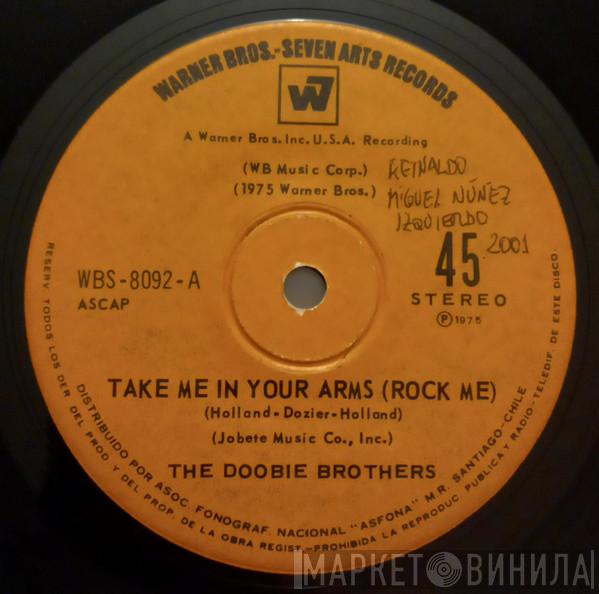 WARNER BROS.-SEVEN ARTS RECORDS
W7
A Warner Bros. Inc. U.S.A. Recording
(WB Music Corp.)
(1975 Warner Bros.)
REINALDO
MIGUEL NÚÑEZ
IZQUIERDO
2001
WBS-8092-A
ASCAP
45
STEREO
Ⓟ1975
TAKE ME IN YOUR ARMS (ROCK ME)
(Holland-Dozier-Holland)
(Jobete Music Co., Inc.)
THE DOOBIE BROTHERS
DISTRIBUIDO POR ASOC. FONOGRAF. NACIONAL "ASFONA" M.R. SANTIAGO-CHILE
RESERV. TODOS LOS DER. DEL PROD. Y DEL PROP. DE LA OBRA REGIST.-PROHIBIDA LA REPRODUC. PUBLICA Y RADIO-TELEDIF. DE ESTE DISCO.
МАРКЕТ ВИНИЛА